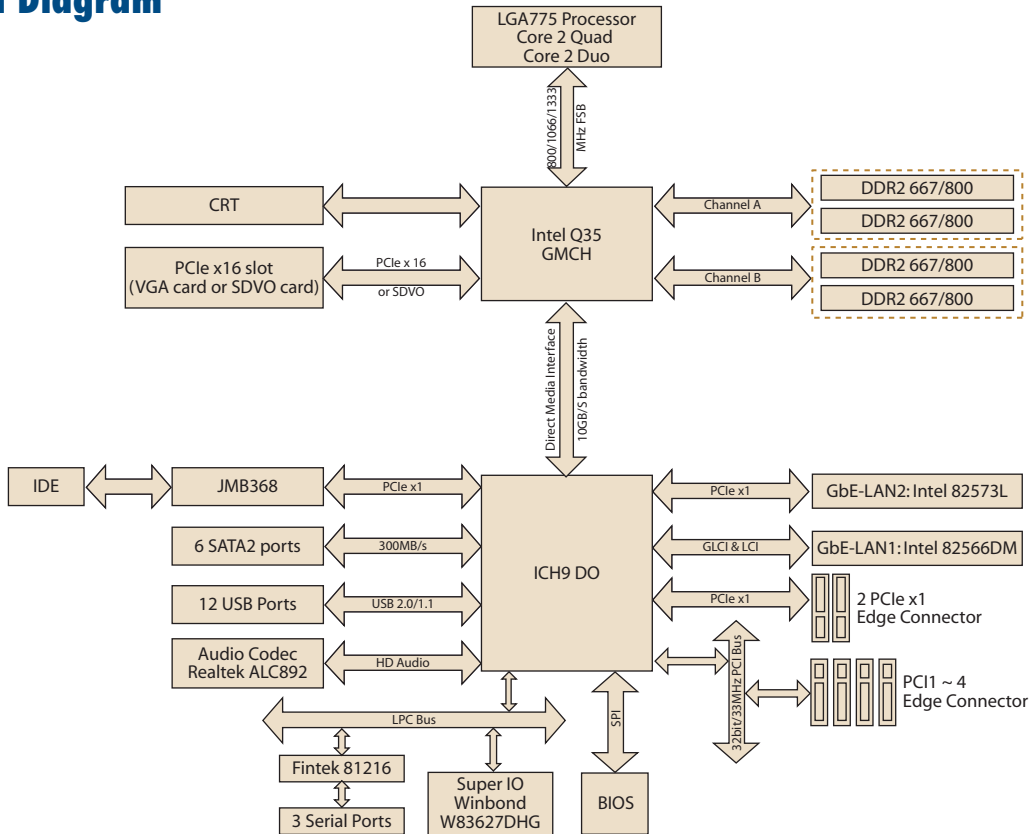 Diagram
LGA775 Processor
Core 2 Quad
Core 2 Duo
800/1066/1333
MHz FSB
CRT
PCIe x16 slot
(VGA card or SDVO card)
PCIe x 16
or SDVO
Intel Q35
GMCH
Channel A
DDR2 667/800
DDR2 667/800
Channel B
DDR2 667/800
DDR2 667/800
Direct Media Interface
10GB/S bandwidth
IDE
JMB368
PCIe x1
6 SATA2 ports
300MB/s
12 USB Ports
USB 2.0/1.1
Audio Codec
Realtek ALC892
HD Audio
ICH9 DO
PCIe x1
GbE-LAN2: Intel 82573L
GLCI & LCI
GbE-LAN1: Intel 82566DM
PCIe x1
2 PCIe x1
Edge Connector
32bit/33MHz PCI Bus
PCI1 ~ 4
Edge Connector
LPC Bus
SPI
Fintek 81216
3 Serial Ports
Super IO
Winbond
W83627DHG
BIOS